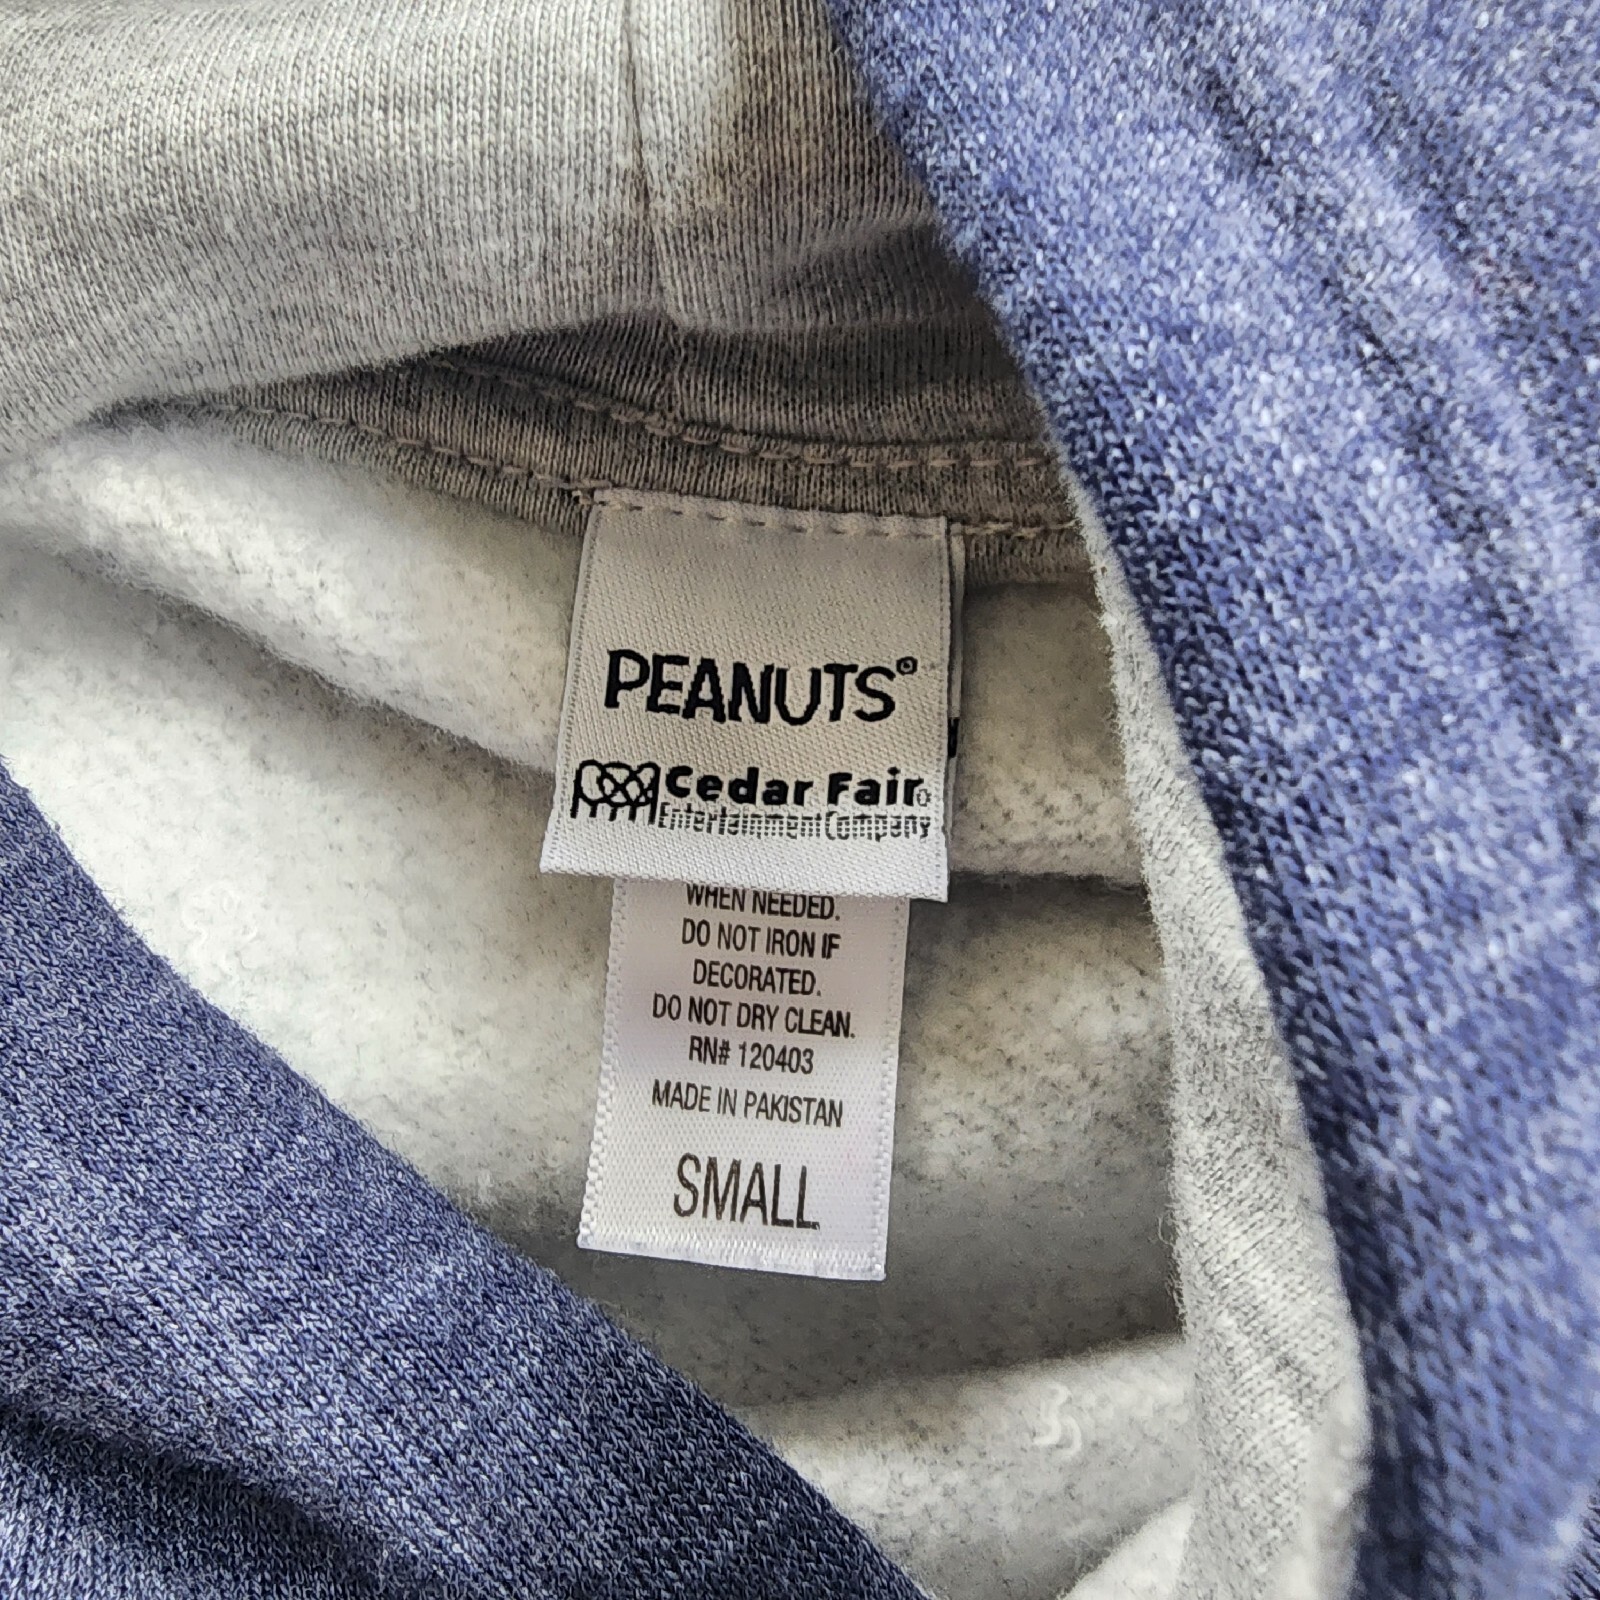 PEANUTS®
Cedar Fair®
Entertainment Company
WHEN NEEDED.
DO NOT IRON IF
DECORATED.
DO NOT DRY CLEAN.
RN# 120403
MADE IN PAKISTAN
SMALL